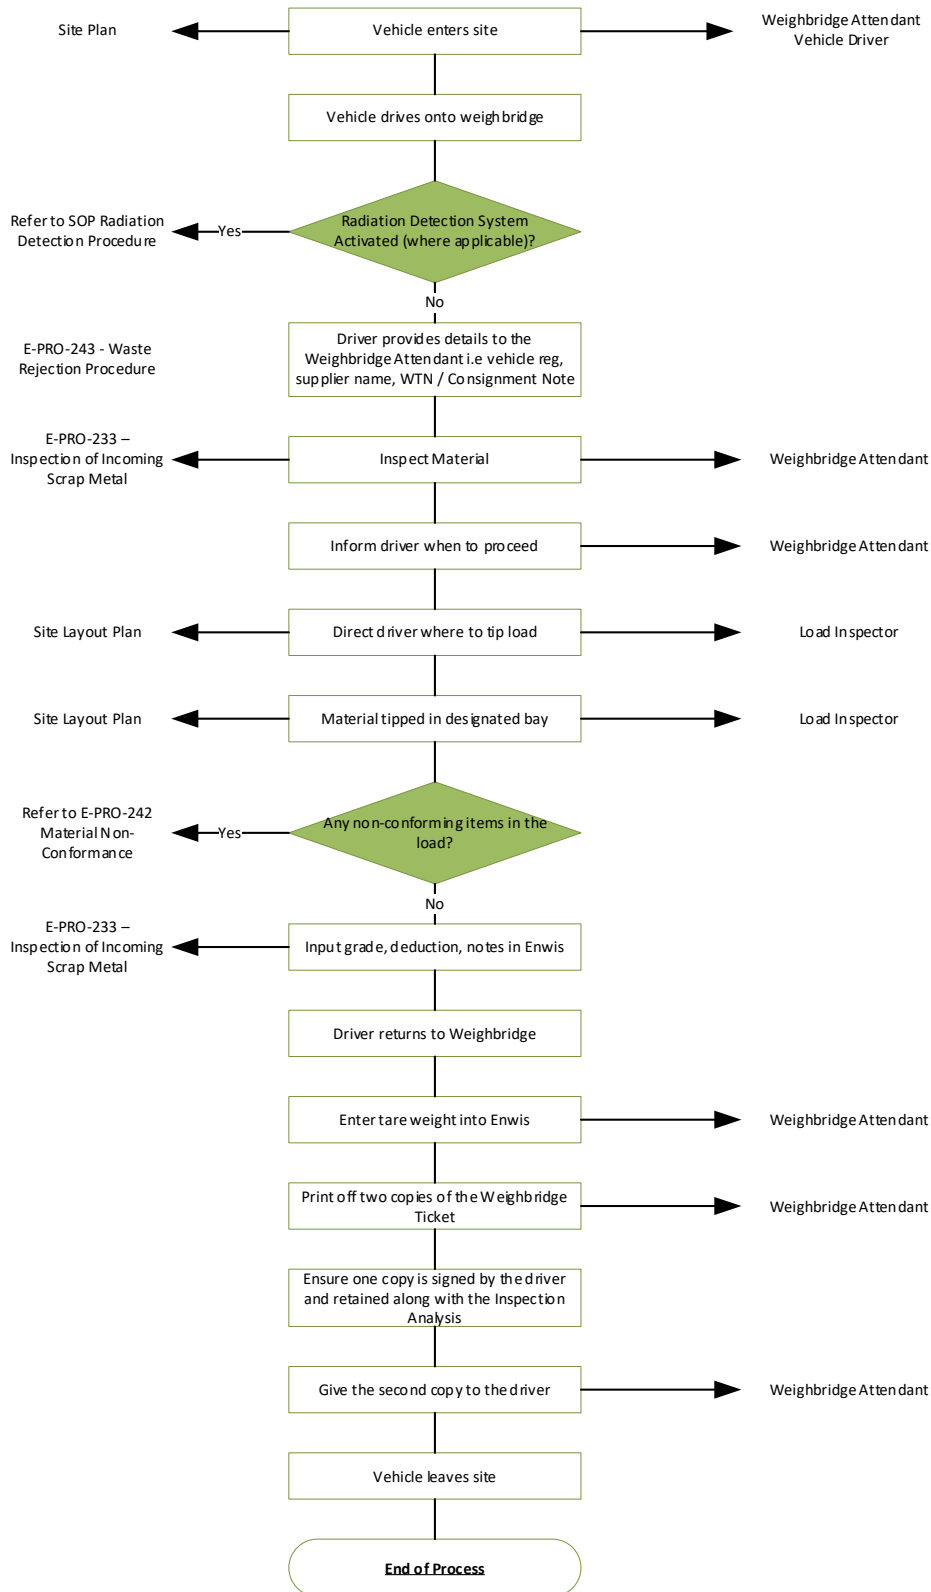 Site Plan
Vehicle enters site
Weighbridge Attendant
Vehicle Driver
Vehicle drives onto weighbridge
Refer to SOP Radiation
Detection Procedure
Yes
Radiation Detection System
Activated (where applicable)?
No
E-PRO-243 - Waste
Rejection Procedure
Driver provides details to the
Weighbridge Attendant i.e vehicle reg,
supplier name, WTN / Consignment Note
E-PRO-233 –
Inspection of Incoming
Scrap Metal
Inspect Material
Weighbridge Attendant
Inform driver when to proceed
Weighbridge Attendant
Site Layout Plan
Direct driver where to tip load
Load Inspector
Site Layout Plan
Material tipped in designated bay
Load Inspector
Refer to E-PRO-242
Material Non-
Conformance
Yes
Any non-conforming items in the
load?
No
E-PRO-233 –
Inspection of Incoming
Scrap Metal
Input grade, deduction, notes in Enwis
Driver returns to Weighbridge
Enter tare weight into Enwis
Weighbridge Attendant
Print off two copies of the Weighbridge
Ticket
Weighbridge Attendant
Ensure one copy is signed by the driver
and retained along with the Inspection
Analysis
Give the second copy to the driver
Weighbridge Attendant
Vehicle leaves site
End of Process